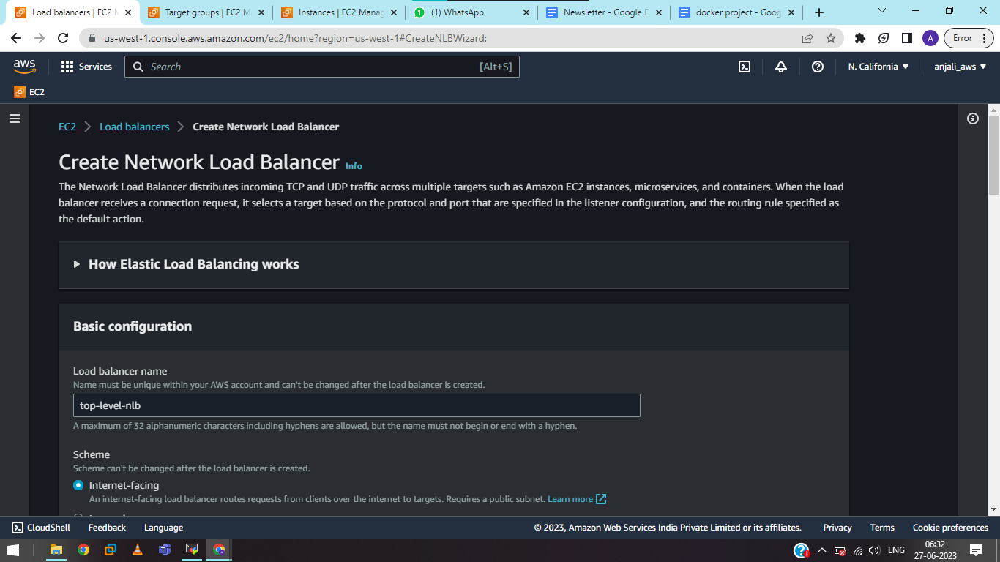 Load balancers | EC2 M
Target groups | EC2 Ma
Instances | EC2 Manag
(1) WhatsApp
Newsletter - Google D
docker project - Goog
us-west-1.console.aws.amazon.com/ec2/home?region=us-west-1#CreateNLBWizard:
A
Error
aws
Services
Search
[Alt+S]
N. California
anjali_aws
EC2
EC2
Load balancers
Create Network Load Balancer
Create Network Load Balancer Info
The Network Load Balancer distributes incoming TCP and UDP traffic across multiple targets such as Amazon EC2 instances, microservices, and containers. When the load
balancer receives a connection request, it selects a target based on the protocol and port that are specified in the listener configuration, and the routing rule specified as
the default action.
How Elastic Load Balancing works
Basic configuration
Load balancer name
Name must be unique within your AWS account and can't be changed after the load balancer is created.
top-level-nlb
A maximum of 32 alphanumeric characters including hyphens are allowed, but the name must not begin or end with a hyphen.
Scheme
Scheme can't be changed after the load balancer is created.
Internet-facing
An internet-facing load balancer routes requests from clients over the internet to targets. Requires a public subnet. Learn more
CloudShell
Feedback
Language
© 2023, Amazon Web Services India Private Limited or its affiliates.
Privacy
Terms
Cookie preferences
ENG
06:32
27-06-2023